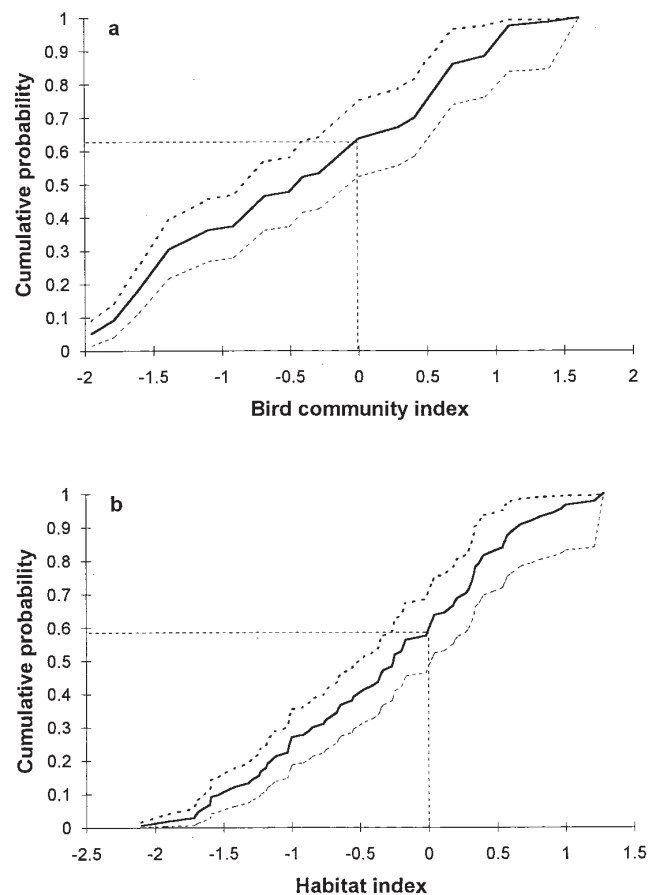 a
Cumulative probability
1
0.9
0.8
0.7
0.6
0.5
0.4
0.3
0.2
0.1
0
-2 -1.5 -1 -0.5 0 0.5 1 1.5 2
Bird community index
b
Cumulative probability
1
0.9
0.8
0.7
0.6
0.5
0.4
0.3
0.2
0.1
0
-2.5 -2 -1.5 -1 -0.5 0 0.5 1 1.5
Habitat index